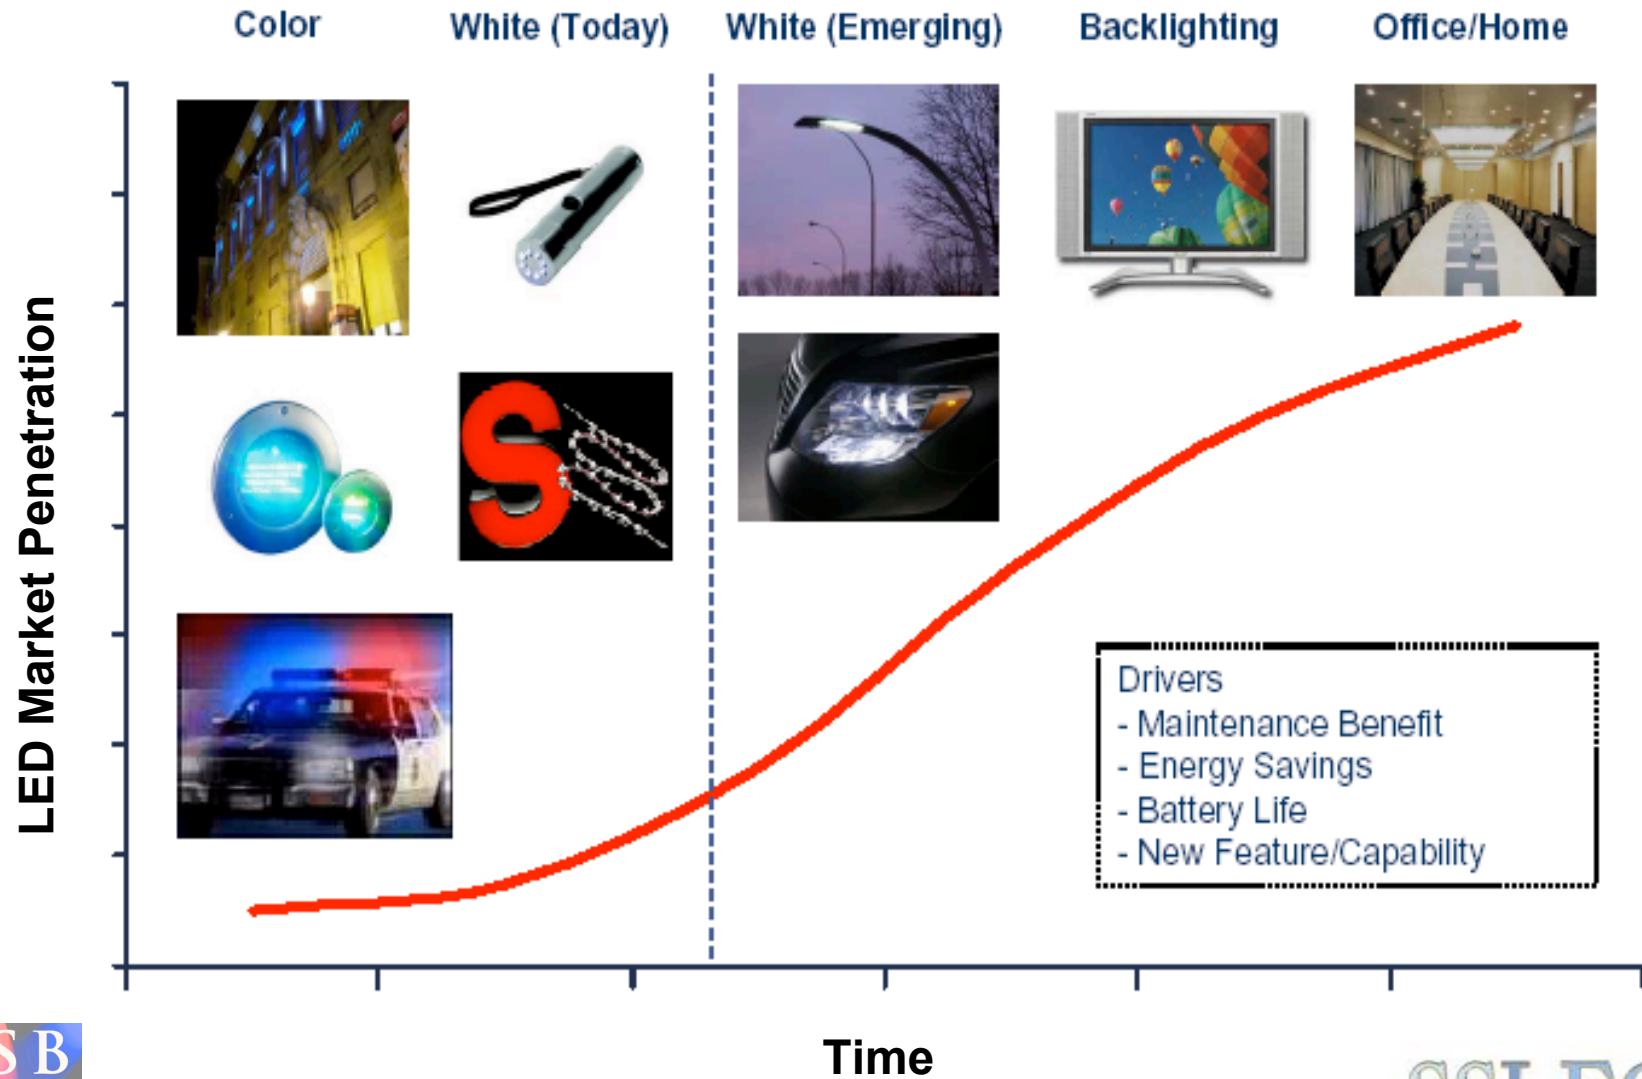 Color
White (Today)
White (Emerging)
Backlighting
Office/Home
LED Market Penetration
S
Drivers
- Maintenance Benefit
- Energy Savings
- Battery Life
- New Feature/Capability
Time
S B